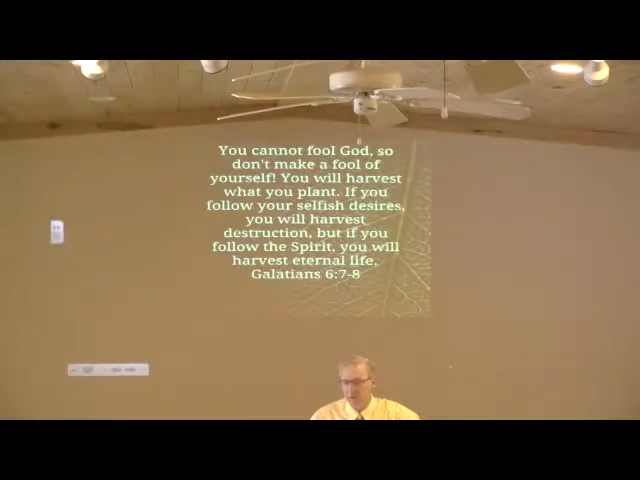 You cannot fool God, so
don't make a fool of
yourself! You will harvest
what you plant. If you
follow your selfish desires,
you will harvest
destruction, but if you
follow the Spirit, you will
harvest eternal life.
Galatians 6:7-8